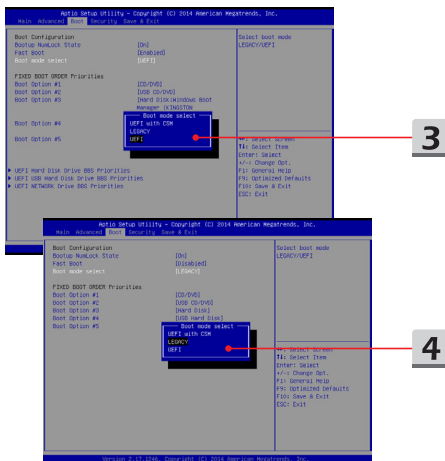 Aptio Setup Utility - Copyright (C) 2014 American Megatrends, Inc.
Main Advanced Boot Security Save & Exit
Boot Configuration
Bootup NumLock State [On]
Fast Boot [Enabled]
Boot mode select [UEFI]
FIXED BOOT ORDER Priorities
Boot Option #1 [CD/DVD]
Boot Option #2 [USB CD/DVD]
Boot Option #3 [Hard Disk:Windows Boot
Manager (KINGSTON
Boot Option #4
Boot Option #5
UEFI Hard Disk Drive BBS Priorities
UEFI USB Hard Disk Drive BBS Priorities
UEFI NETWORK Drive BBS Priorities
Boot mode select
UEFI with CSM
LEGACY
UEFI
Select boot mode
LEGACY/UEFI
Select Screen
Select Item
Enter: Select
+/-: Change Opt.
F1: General Help
F9: Optimized Defaults
F10: Save & Exit
ESC: Exit
3
Aptio Setup Utility - Copyright (C) 2014 American Megatrends, Inc.
Main Advanced Boot Security Save & Exit
Boot Configuration
Bootup NumLock State [On]
Fast Boot [Disabled]
Boot mode select [LEGACY]
FIXED BOOT ORDER Priorities
Boot Option #1 [CD/DVD]
Boot Option #2 [USB CD/DVD]
Boot Option #3 [Hard Disk]
Boot Option #4 [USB Hard Disk]
Boot Option #5
Boot mode select
UEFI with CSM
LEGACY
UEFI
Select boot mode
LEGACY/UEFI
Select Screen
Select Item
Enter: Select
+/-: Change Opt.
F1: General Help
F9: Optimized Defaults
F10: Save & Exit
ESC: Exit
4
Version 2.17.1246. Copyright (C) 2014 American Megatrends, Inc.